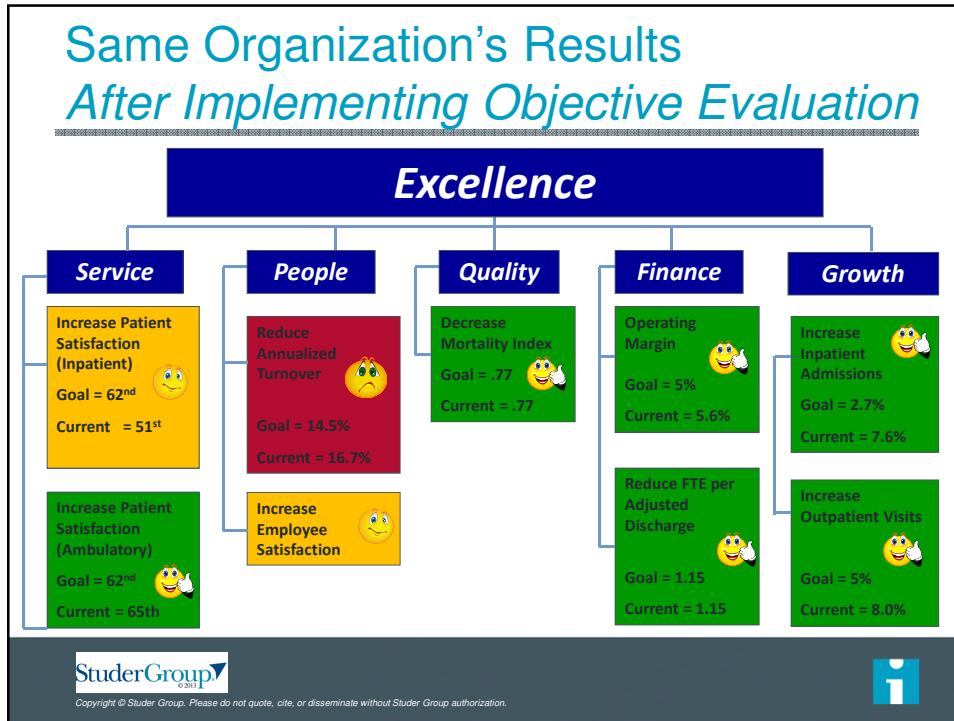 Same Organization's Results
After Implementing Objective Evaluation
Excellence
Service
Increase Patient
Satisfaction
(Inpatient)
Goal = 62nd
Current = 51st
Increase Patient
Satisfaction
(Ambulatory)
Goal = 62nd
Current = 65th
People
Reduce
Annualized
Turnover
Goal = 14.5%
Current = 16.7%
Increase
Employee
Satisfaction
Quality
Decrease
Mortality Index
Goal = .77
Current = .77
Finance
Operating
Margin
Goal = 5%
Current = 5.6%
Reduce FTE per
Adjusted
Discharge
Goal = 1.15
Current = 1.15
Growth
Increase
Inpatient
Admissions
Goal = 2.7%
Current = 7.6%
Increase
Outpatient Visits
Goal = 5%
Current = 8.0%
StuderGroup®
© 2013
Copyright © Studer Group. Please do not quote, cite, or disseminate without Studer Group authorization.